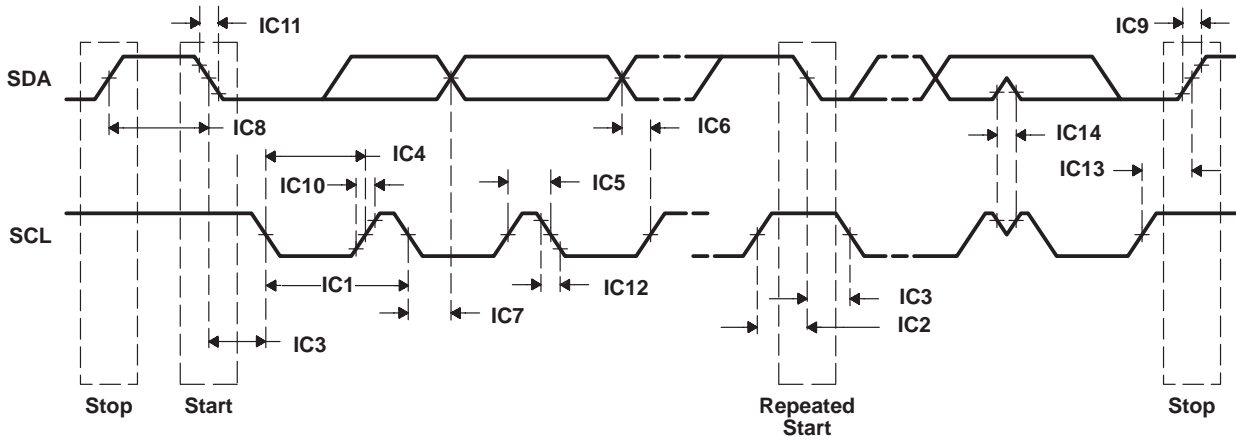 IC11
IC9
SDA
IC8
IC6
IC4
IC14
IC10
IC5
IC13
SCL
IC1
IC12
IC3
IC7
IC2
IC3
Stop
Start
Repeated
Start
Stop